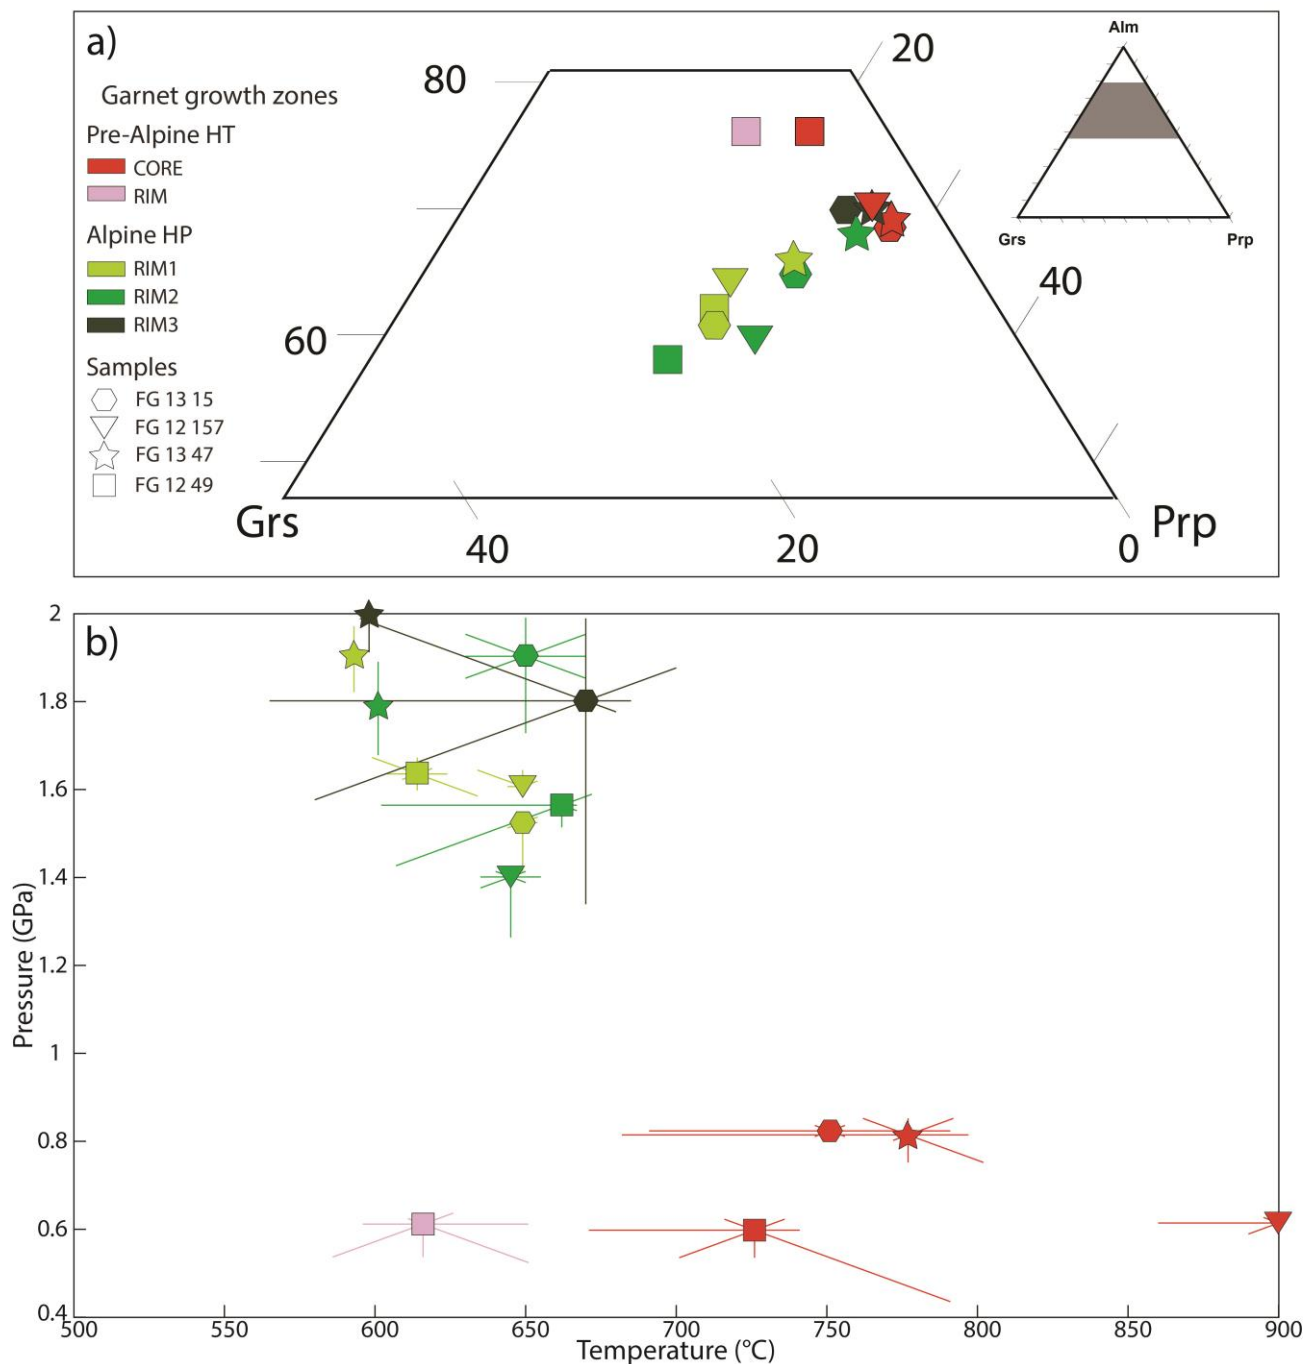 a)
Garnet growth zones
Pre-Alpine HT
CORE
RIM
Alpine HP
RIM1
RIM2
RIM3
Samples
FG 13 15
FG 12 157
FG 13 47
FG 12 49
80
60
20
40
Grs
Prp
40
20
0
Alm
Grs
Prp
b)
Pressure (GPa)
2
1.8
1.6
1.4
1.2
1
0.8
0.6
0.4
500
550
600
650
700
750
800
850
900
Temperature (°C)